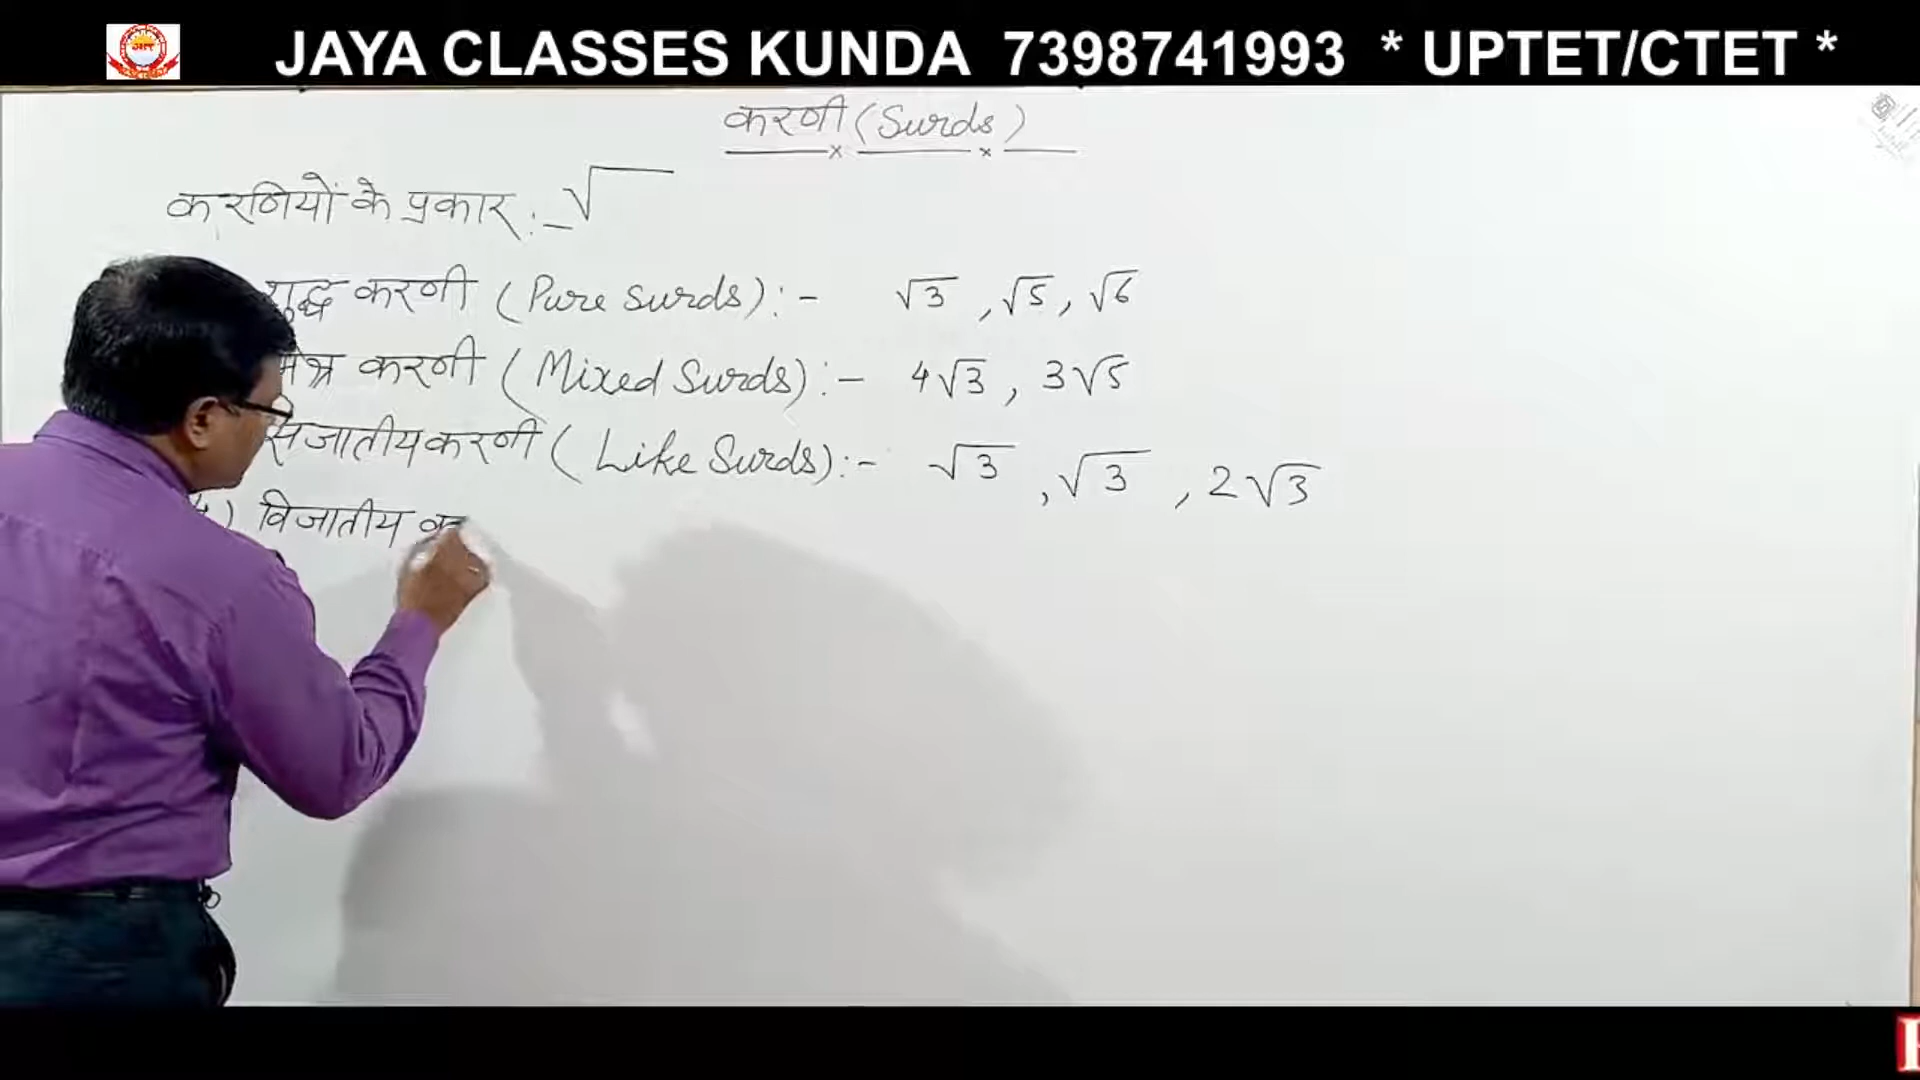 JAYA CLASSES KUNDA 7398741993 * UPTET/CTET *
करणी (Surds)
करणियों के प्रकार :- √
शुद्ध करणी (Pure Surds) :- √3 , √5 , √6
करणी (Mixed Surds) :- 4√3 , 3√5
सजातीय करणी (Like Surds) :- √3 , √3 , 2√3
) विजातीय